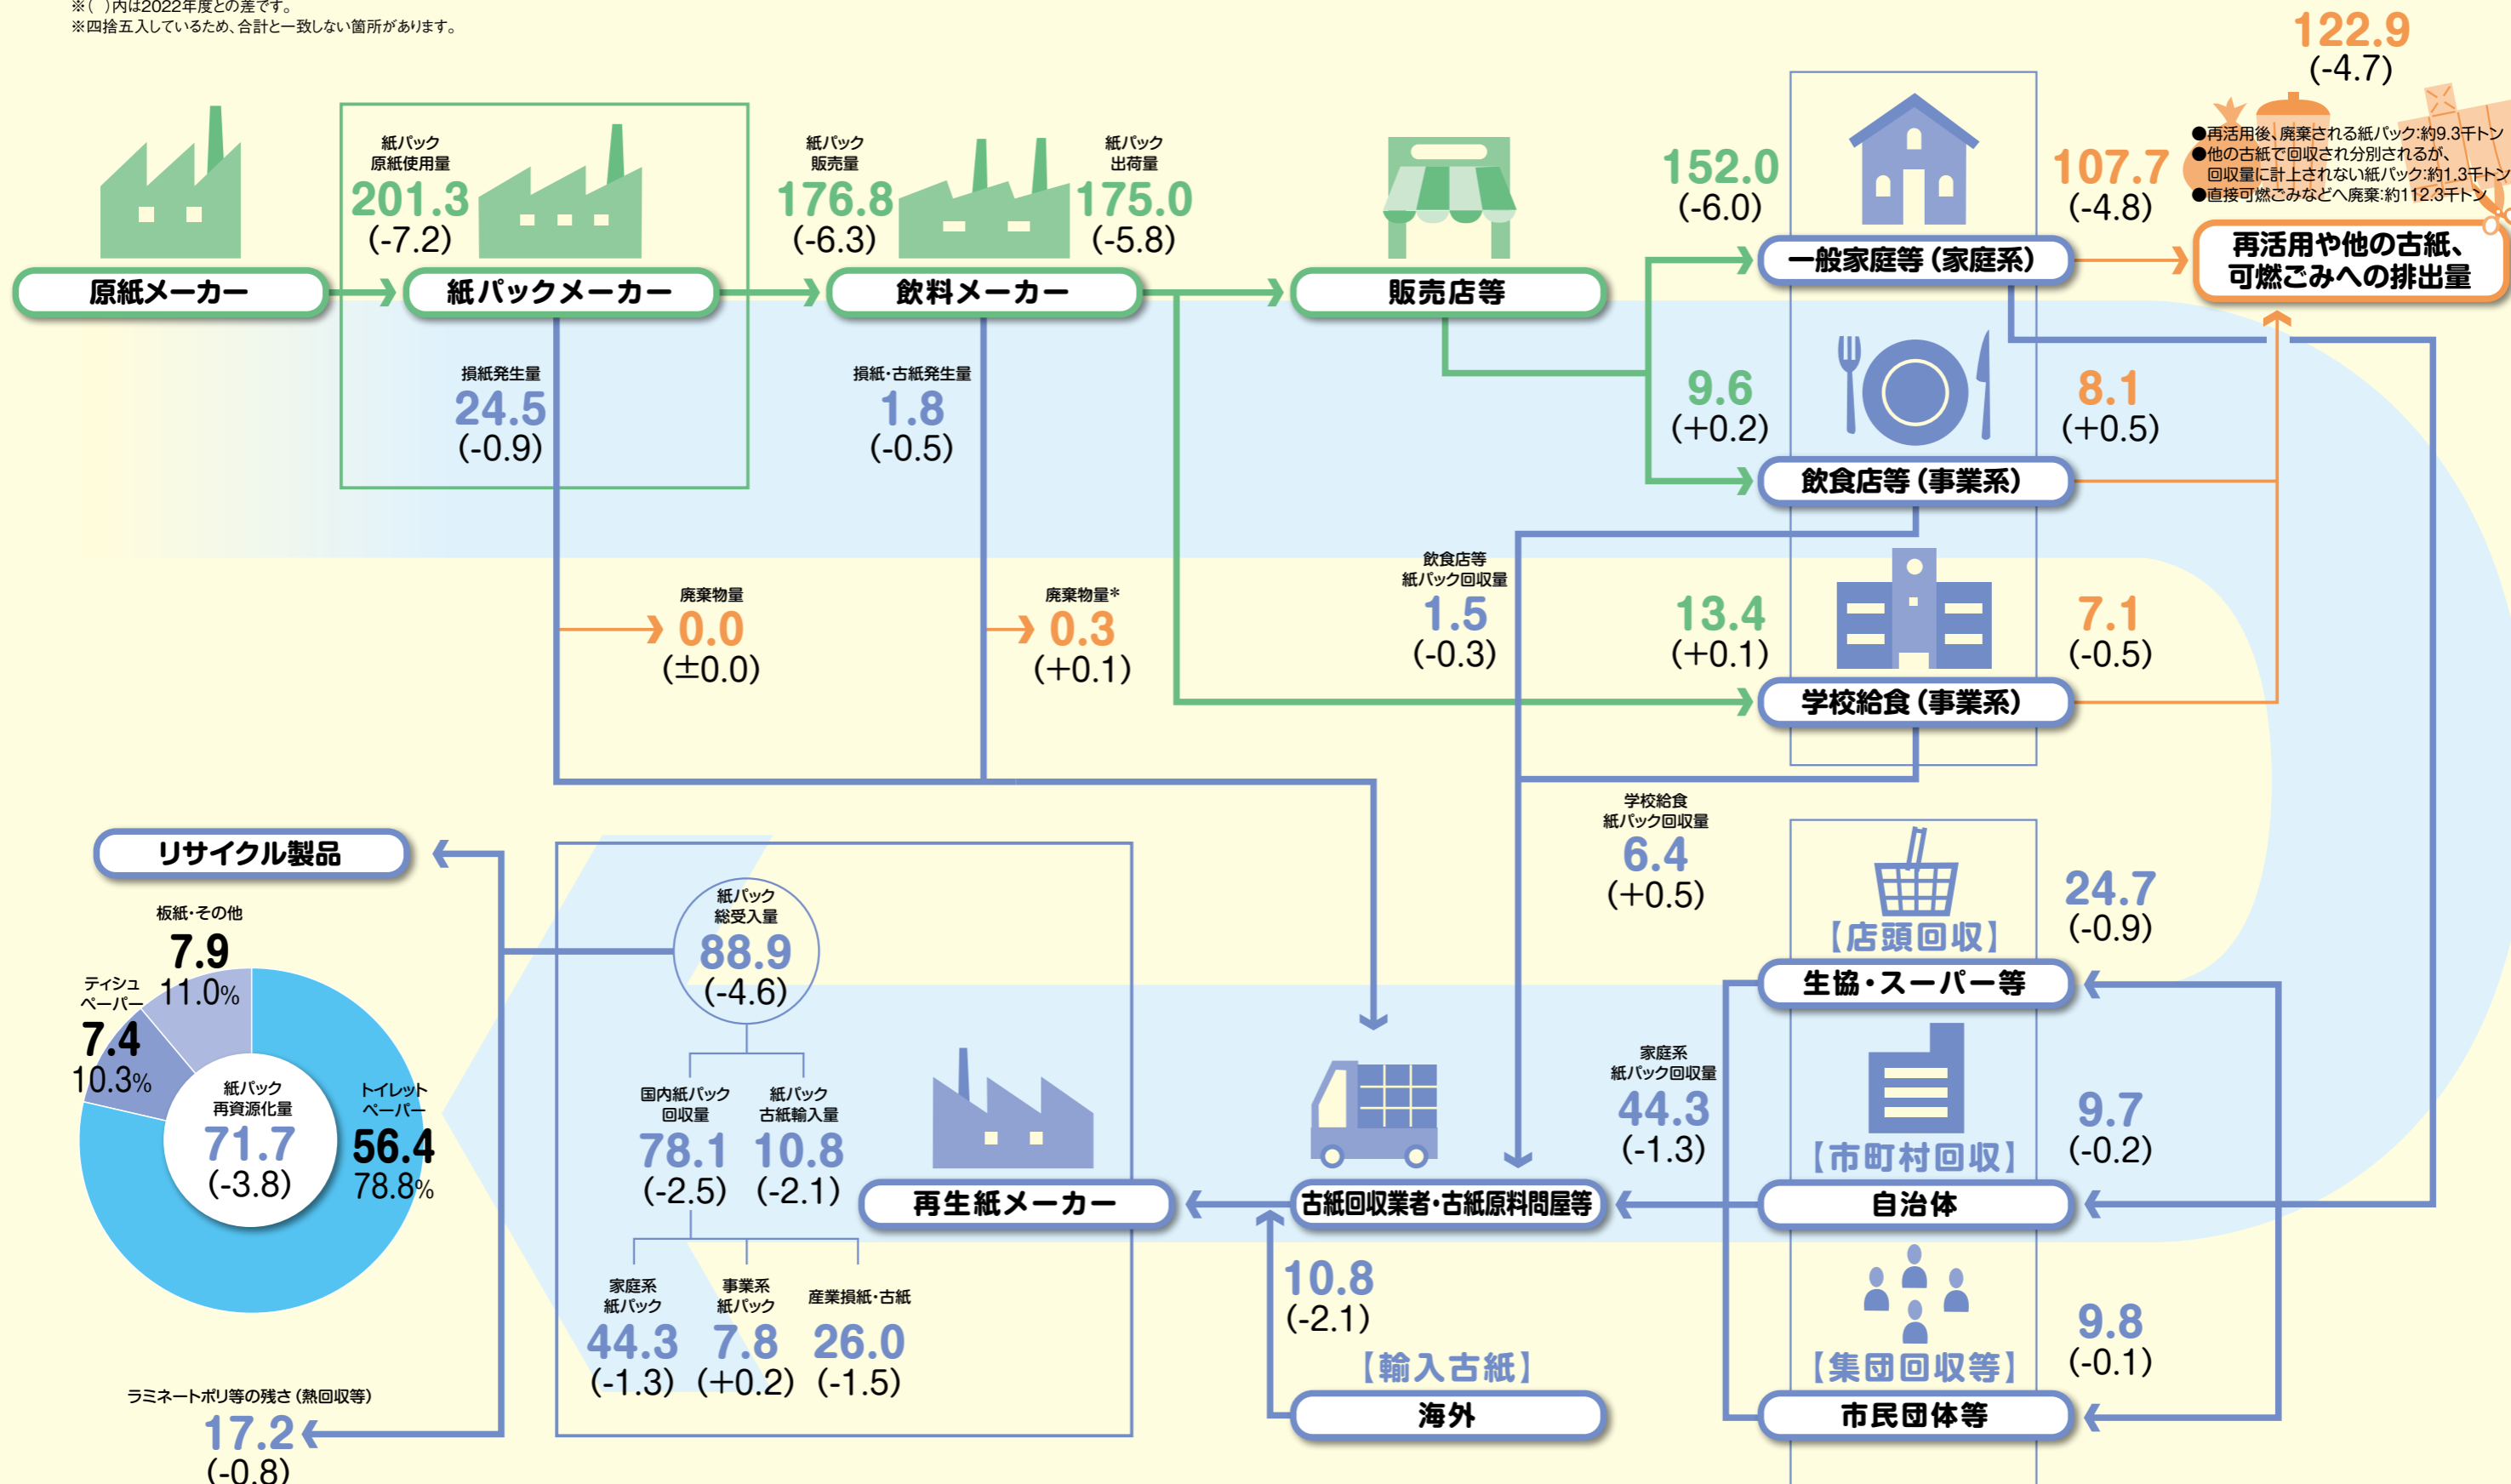 ※( )内は2022年度との差です。
※四捨五入しているため、合計と一致しない箇所があります。
122.9
(-4.7)
●再活用後、廃棄される紙パック:約9.3千トン
●他の古紙で回収され分別されるが、
回収量に計上されない紙パック:約1.3千トン
●直接可燃ごみなどへ廃棄:約112.3千トン
再活用や他の古紙、
可燃ごみへの排出量
原紙メーカー
紙パック
原紙使用量
201.3
(-7.2)
紙パックメーカー
紙パック
販売量
176.8
(-6.3)
飲料メーカー
紙パック
出荷量
175.0
(-5.8)
販売店等
152.0
(-6.0)
一般家庭等(家庭系)
107.7
(-4.8)
損紙発生量
24.5
(-0.9)
損紙・古紙発生量
1.8
(-0.5)
9.6
(+0.2)
飲食店等(事業系)
8.1
(+0.5)
廃棄物量
0.0
(±0.0)
廃棄物量*
0.3
(+0.1)
飲食店等
紙パック回収量
1.5
(-0.3)
13.4
(+0.1)
学校給食(事業系)
7.1
(-0.5)
学校給食
紙パック回収量
6.4
(+0.5)
【店頭回収】
生協・スーパー等
24.7
(-0.9)
家庭系
紙パック回収量
44.3
(-1.3)
【市町村回収】
自治体
9.7
(-0.2)
【集団回収等】
市民団体等
9.8
(-0.1)
古紙回収業者・古紙原料問屋等
10.8
(-2.1)
【輸入古紙】
海外
再生紙メーカー
紙パック
総受入量
88.9
(-4.6)
国内紙パック
回収量
78.1
(-2.5)
紙パック
古紙輸入量
10.8
(-2.1)
家庭系
紙パック
44.3
(-1.3)
事業系
紙パック
7.8
(+0.2)
産業損紙・古紙
26.0
(-1.5)
リサイクル製品
板紙・その他
7.9
11.0%
ティシュ
ペーパー
7.4
10.3%
紙パック
再資源化量
71.7
(-3.8)
トイレット
ペーパー
56.4
78.8%
ラミネートポリ等の残さ(熱回収等)
17.2
(-0.8)